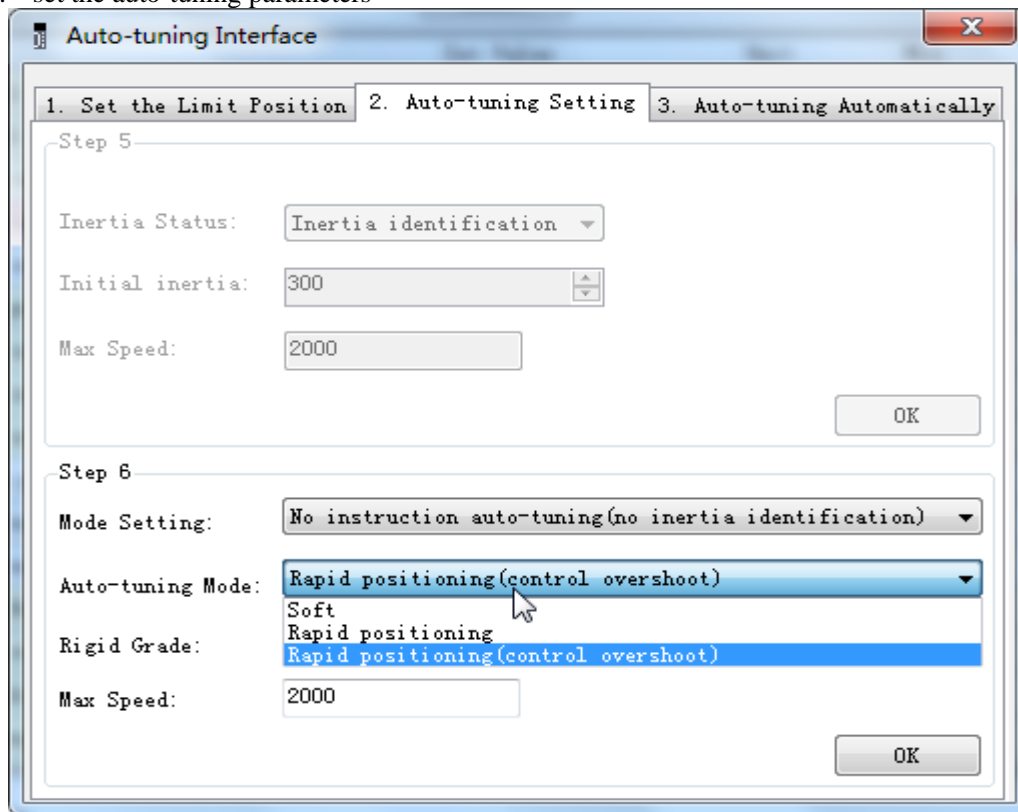 set the auto-tuning parameters
Auto-tuning Interface
1. Set the Limit Position 2. Auto-tuning Setting 3. Auto-tuning Automatically
Step 5
Inertia Status: Inertia identification
Initial inertia: 300
Max Speed: 2000
OK
Step 6
Mode Setting: No instruction auto-tuning(no inertia identification)
Auto-tuning Mode: Rapid positioning(control overshoot)
Soft
Rapid positioning
Rigid Grade: Rapid positioning(control overshoot)
Max Speed: 2000
OK